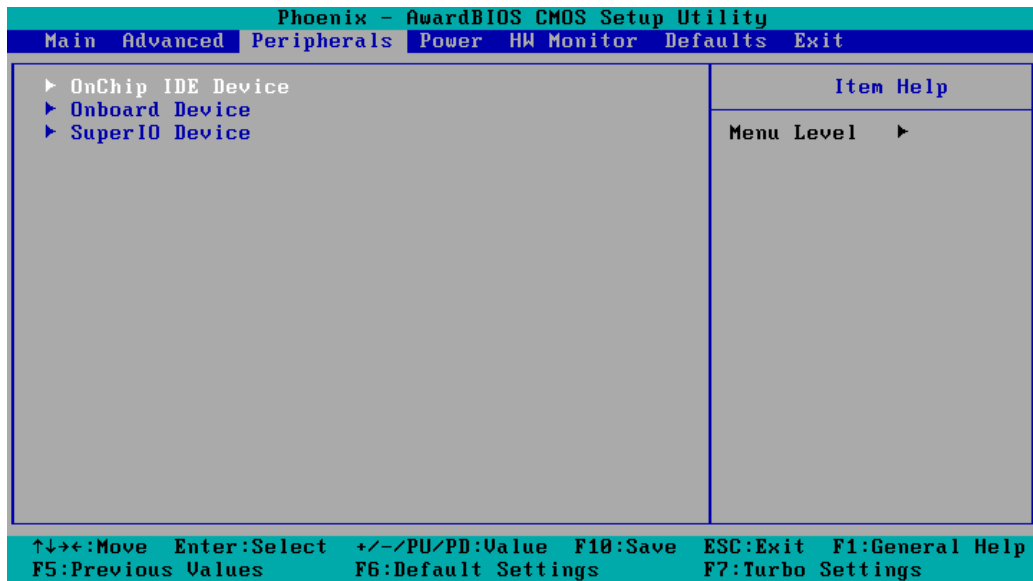 Phoenix - AwardBIOS CMOS Setup Utility
Main Advanced Peripherals Power HW Monitor Defaults Exit
▶ OnChip IDE Device
▶ Onboard Device
▶ SuperIO Device
Item Help
Menu Level ▶
↑↓→←:Move Enter:Select +/-/PU/PD:Value F10:Save ESC:Exit F1:General Help
F5:Previous Values F6:Default Settings F7:Turbo Settings